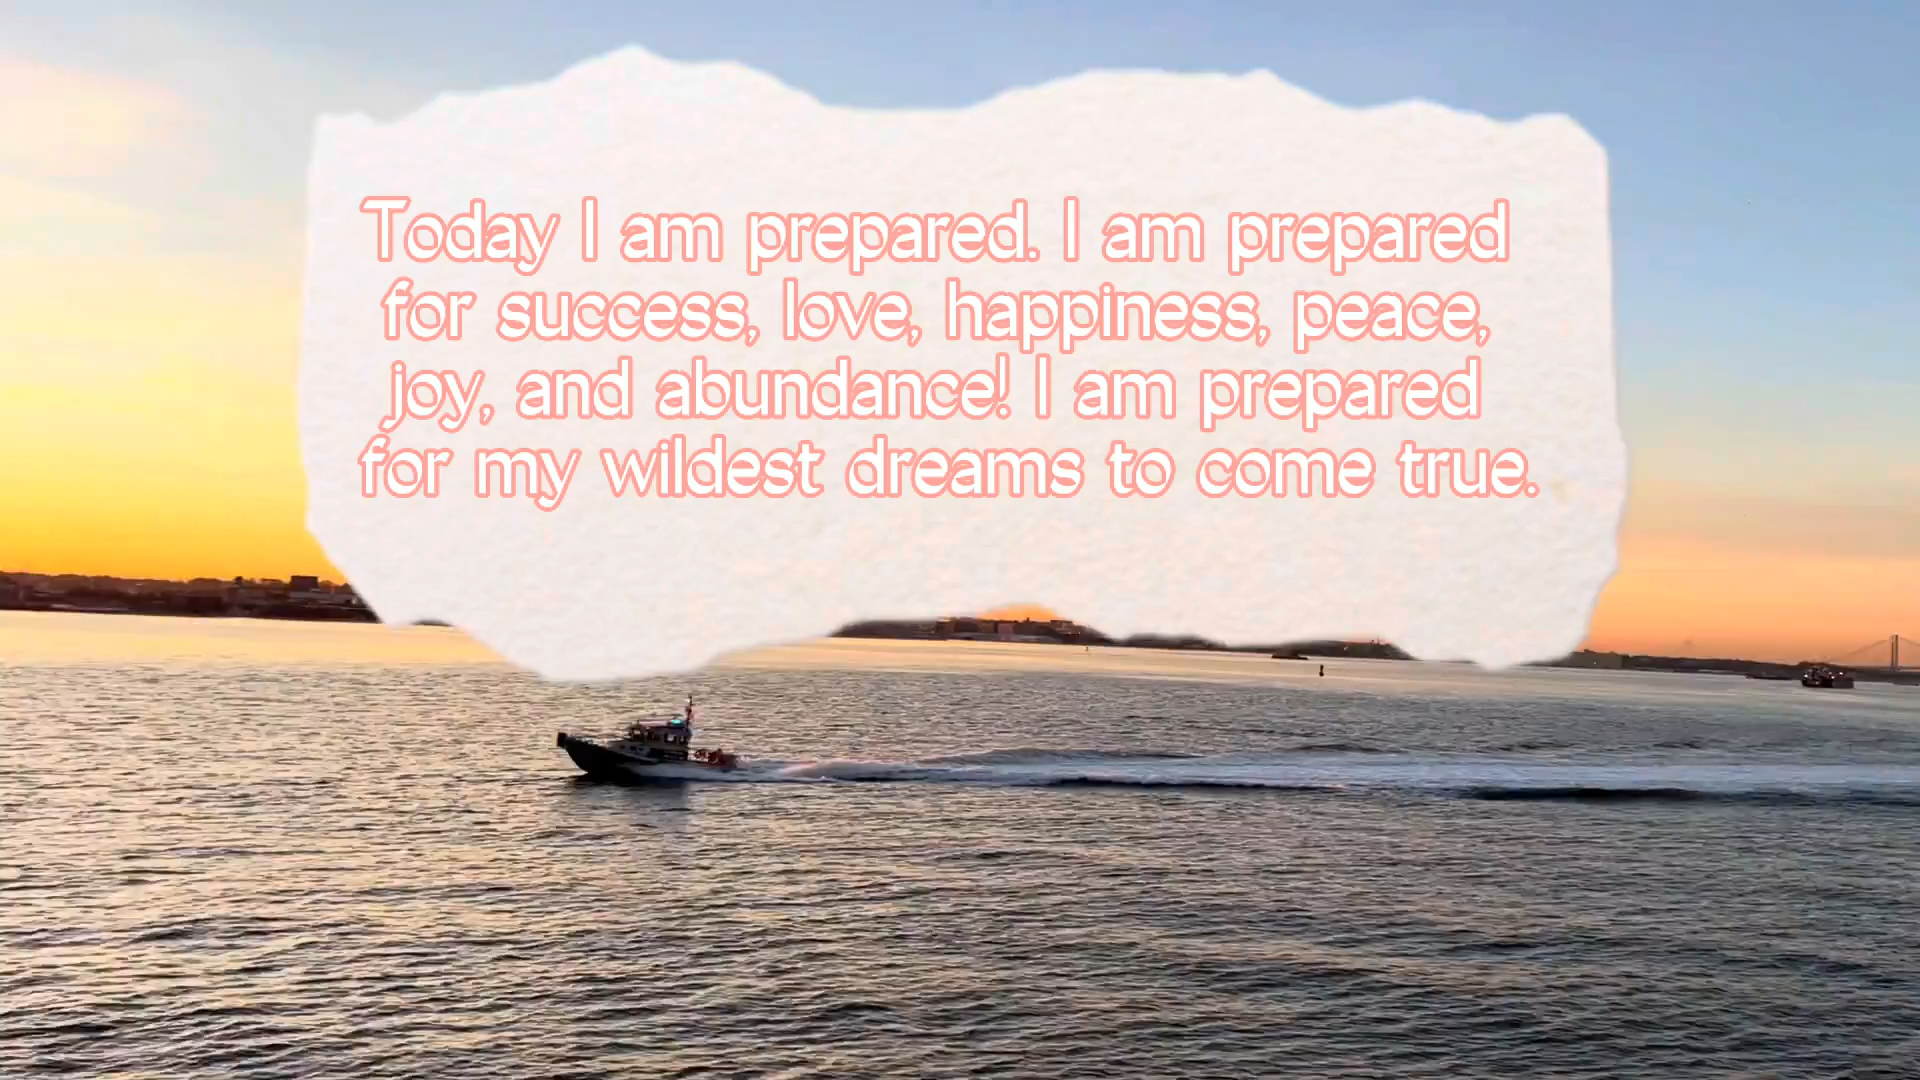 Today I am prepared. I am prepared
for success, love, happiness, peace,
joy, and abundance! I am prepared
for my wildest dreams to come true.